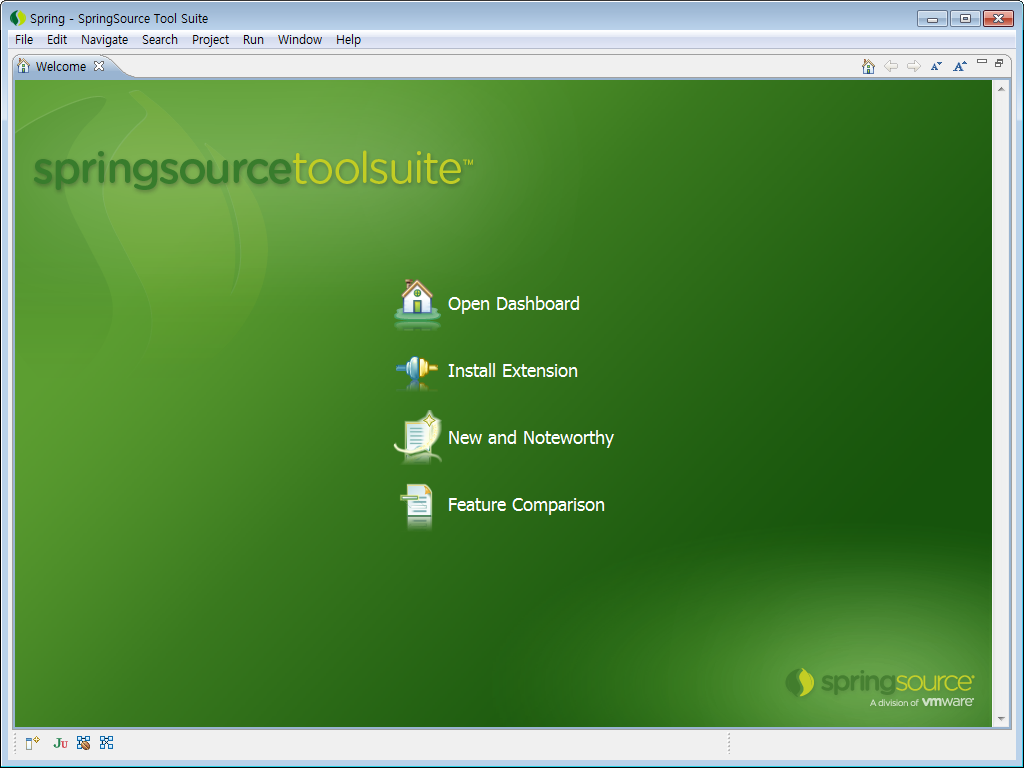 Spring - SpringSource Tool Suite
File Edit Navigate Search Project Run Window Help
Welcome
springsourcetoolsuite™
Open Dashboard
Install Extension
New and Noteworthy
Feature Comparison
springsource
A division of vmware
JU